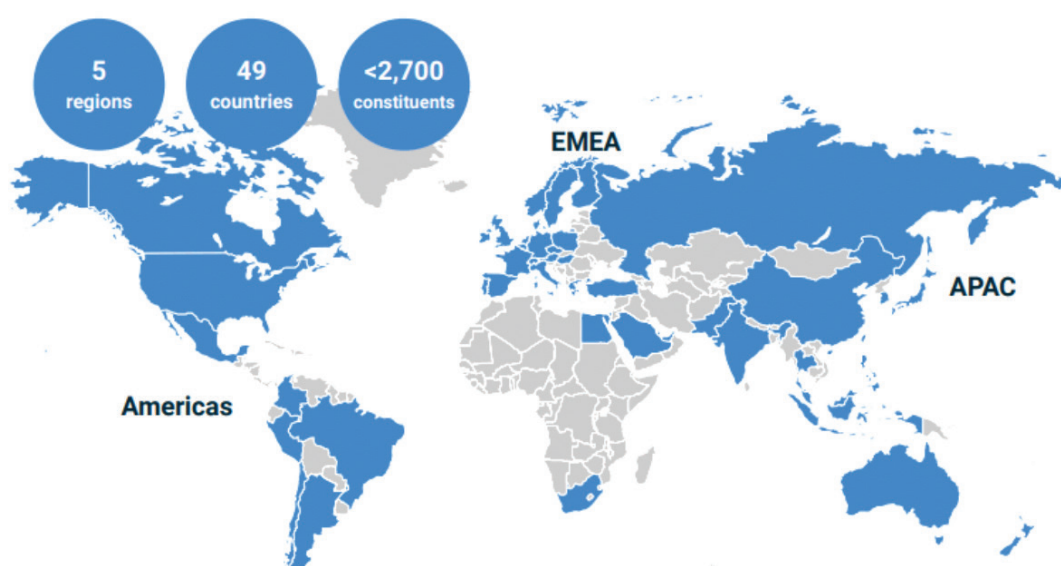 5
regions
49
countries
<2,700
constituents
EMEA
APAC
Americas